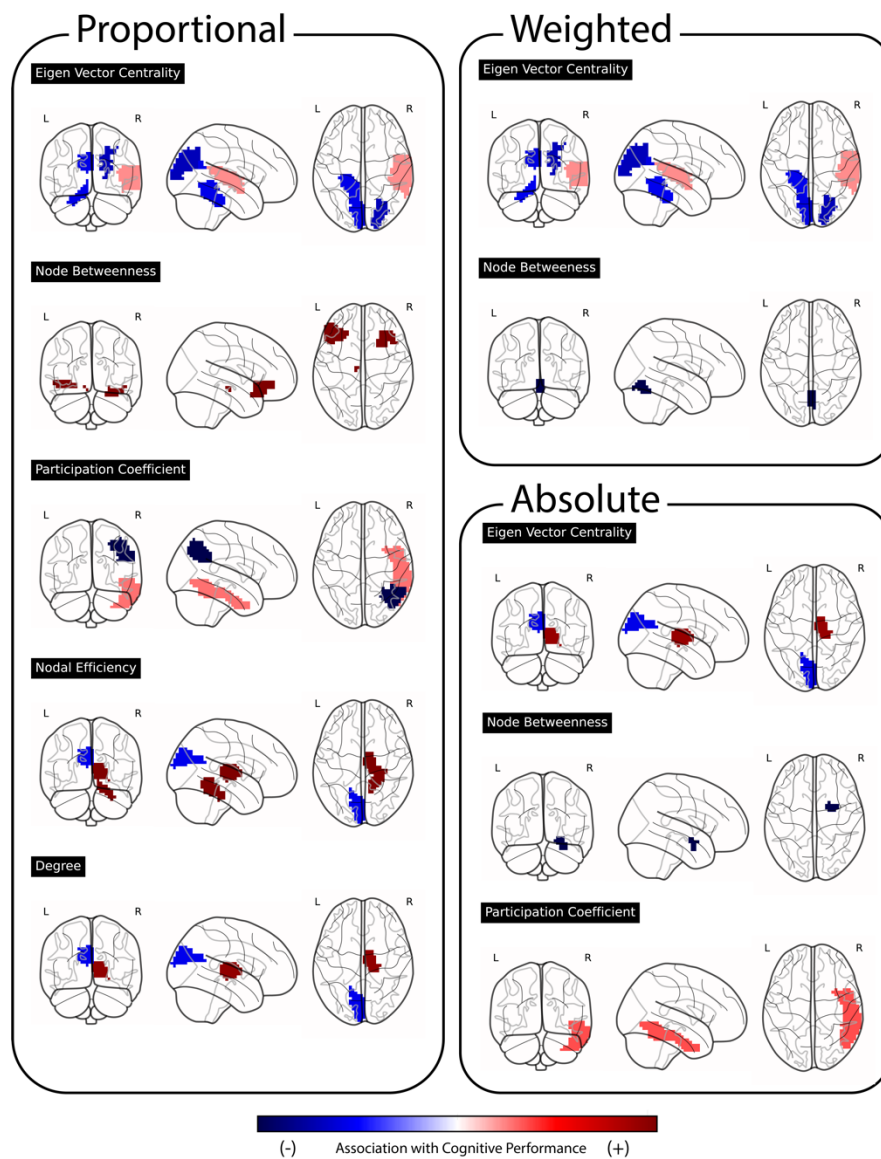 Proportional
Eigen Vector Centrality
L R R
Node Betweenness
L R R
Participation Coefficient
L R R
Nodal Efficiency
L R R
Degree
L R R
Weighted
Eigen Vector Centrality
L R R
Node Betweeness
L R R
Absolute
Eigen Vector Centrality
L R R
Node Betweenness
L R R
Participation Coefficient
L R R
(-) Association with Cognitive Performance (+)